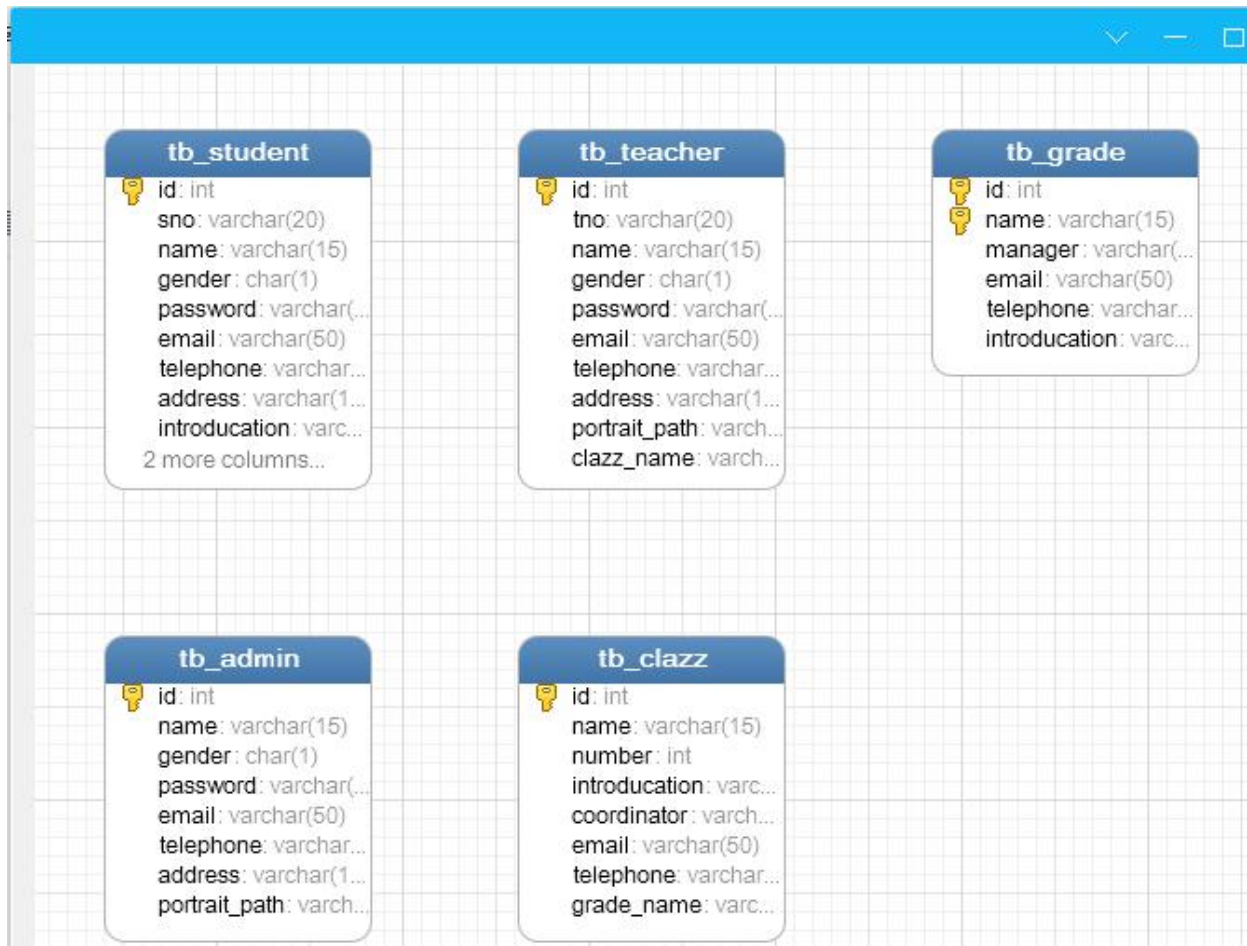 tb_student
id: int
sno: varchar(20)
name: varchar(15)
gender: char(1)
password: varchar(...
email: varchar(50)
telephone: varchar...
address: varchar(1...
introducation: varc...
2 more columns...
tb_teacher
id: int
tno: varchar(20)
name: varchar(15)
gender: char(1)
password: varchar(...
email: varchar(50)
telephone: varchar...
address: varchar(1...
portrait_path: varch...
clazz_name: varch...
tb_grade
id: int
name: varchar(15)
manager: varchar(...
email: varchar(50)
telephone: varchar...
introducation: varc...
tb_admin
id: int
name: varchar(15)
gender: char(1)
password: varchar(...
email: varchar(50)
telephone: varchar...
address: varchar(1...
portrait_path: varch...
tb_clazz
id: int
name: varchar(15)
number: int
introducation: varc...
coordinator: varch...
email: varchar(50)
telephone: varchar...
grade_name: varc...